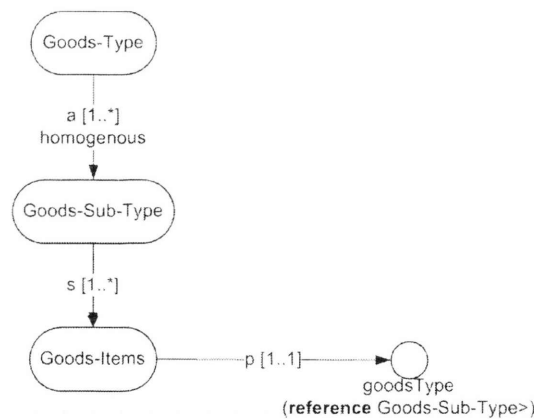 Goods-Type
a [1..*]
homogenous
Goods-Sub-Type
s [1..*]
Goods-Items
p [1..1]
goodsType
(reference Goods-Sub-Type>)